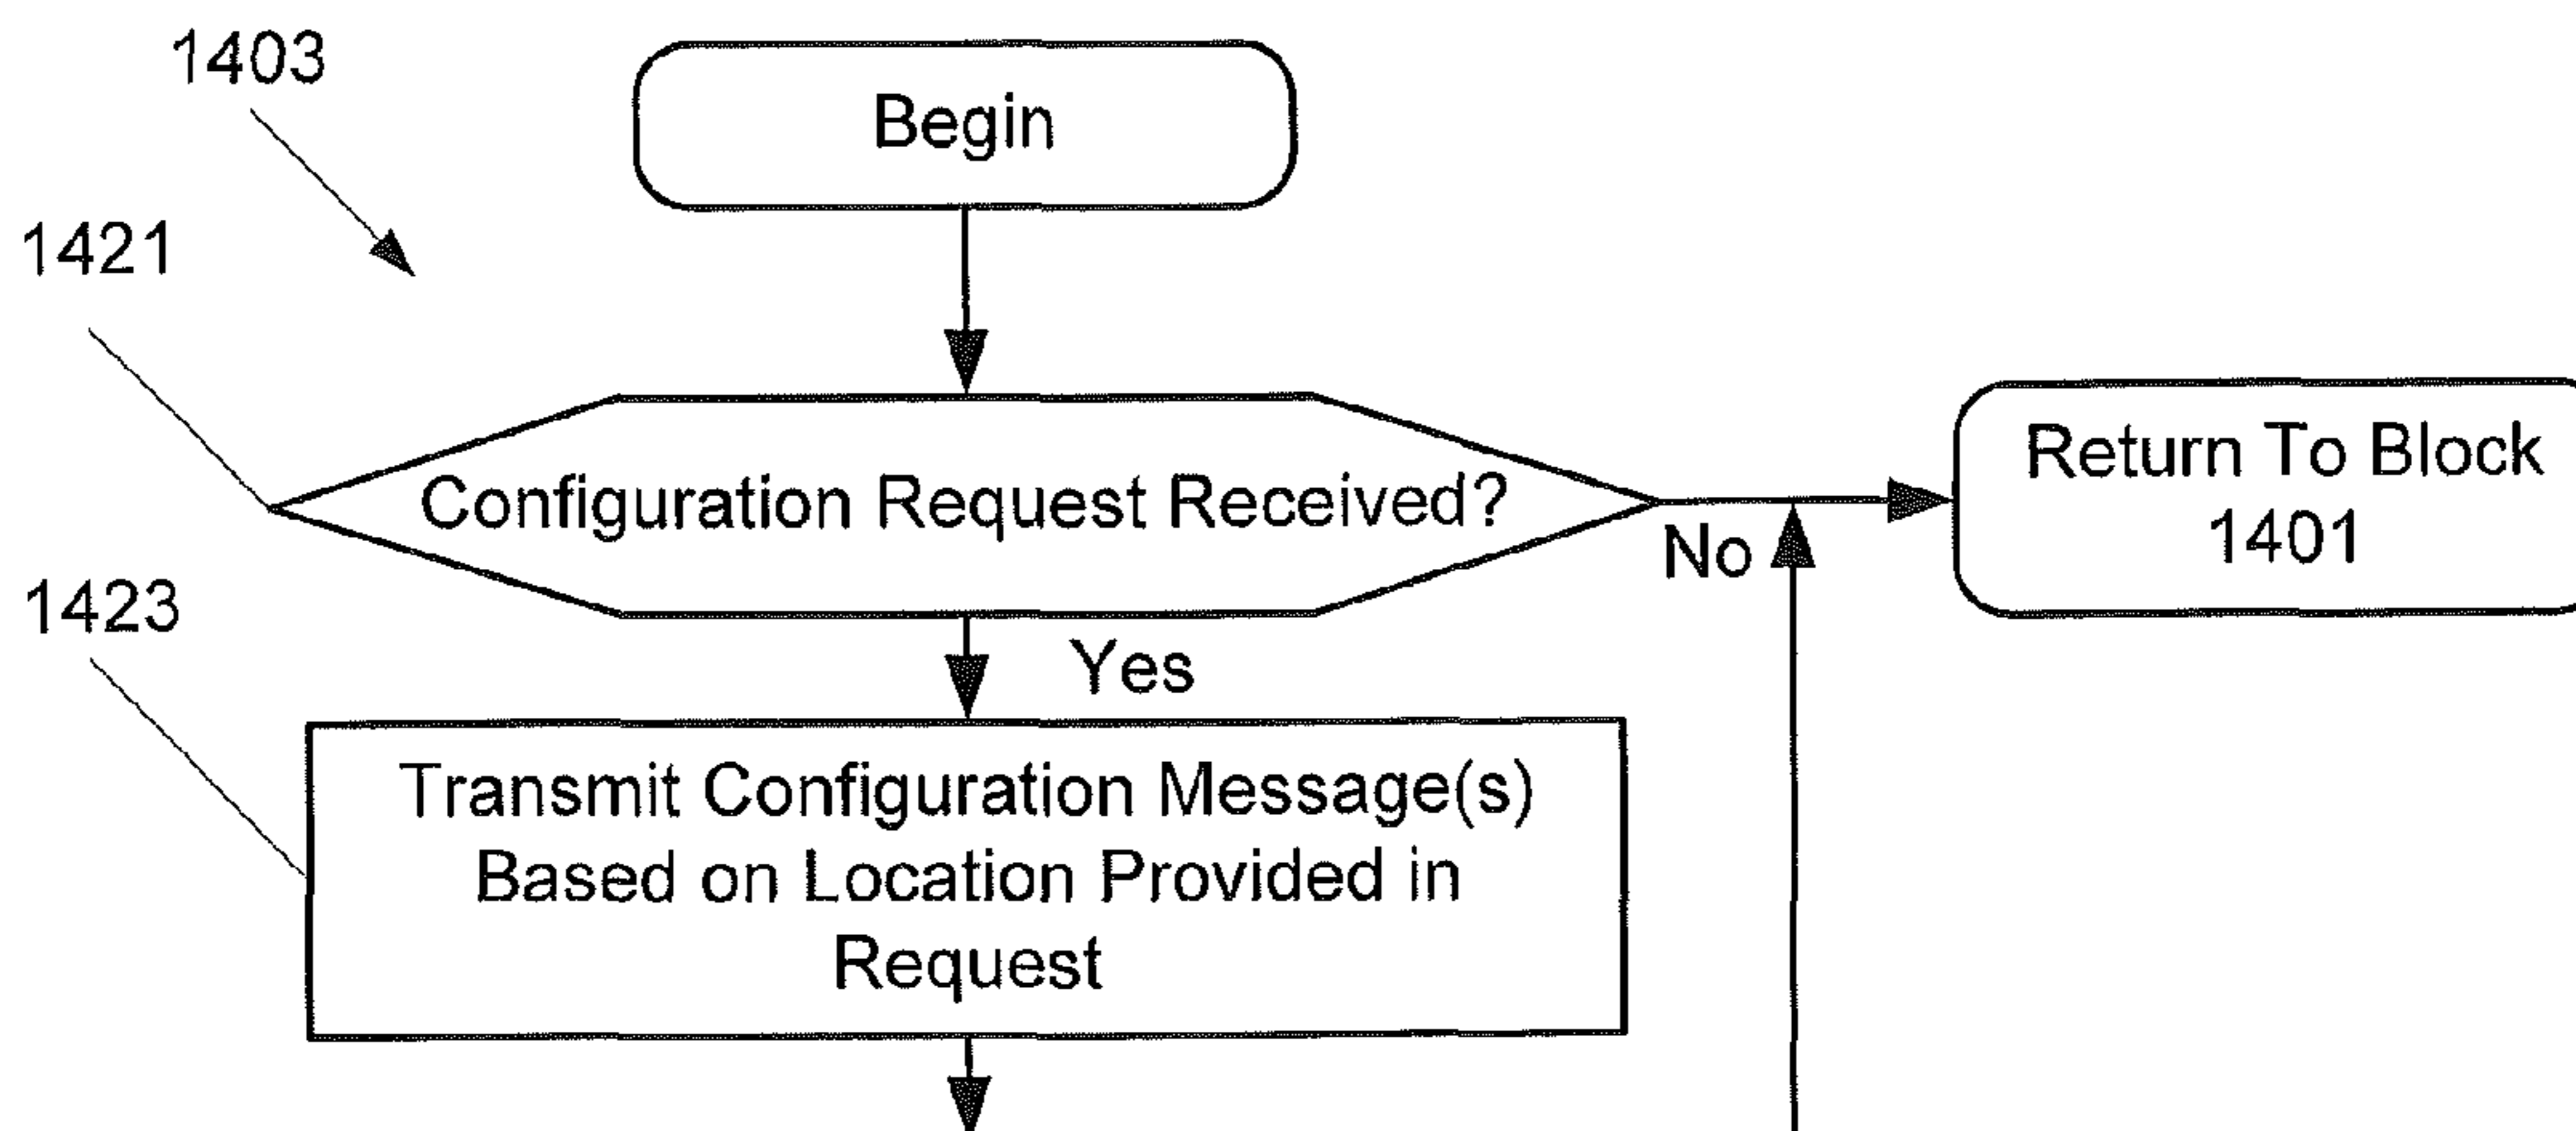 1403
Begin
1421
Configuration Request Received?
Return To Block
1401
No
1423
Yes
Transmit Configuration Message(s)
Based on Location Provided in
Request